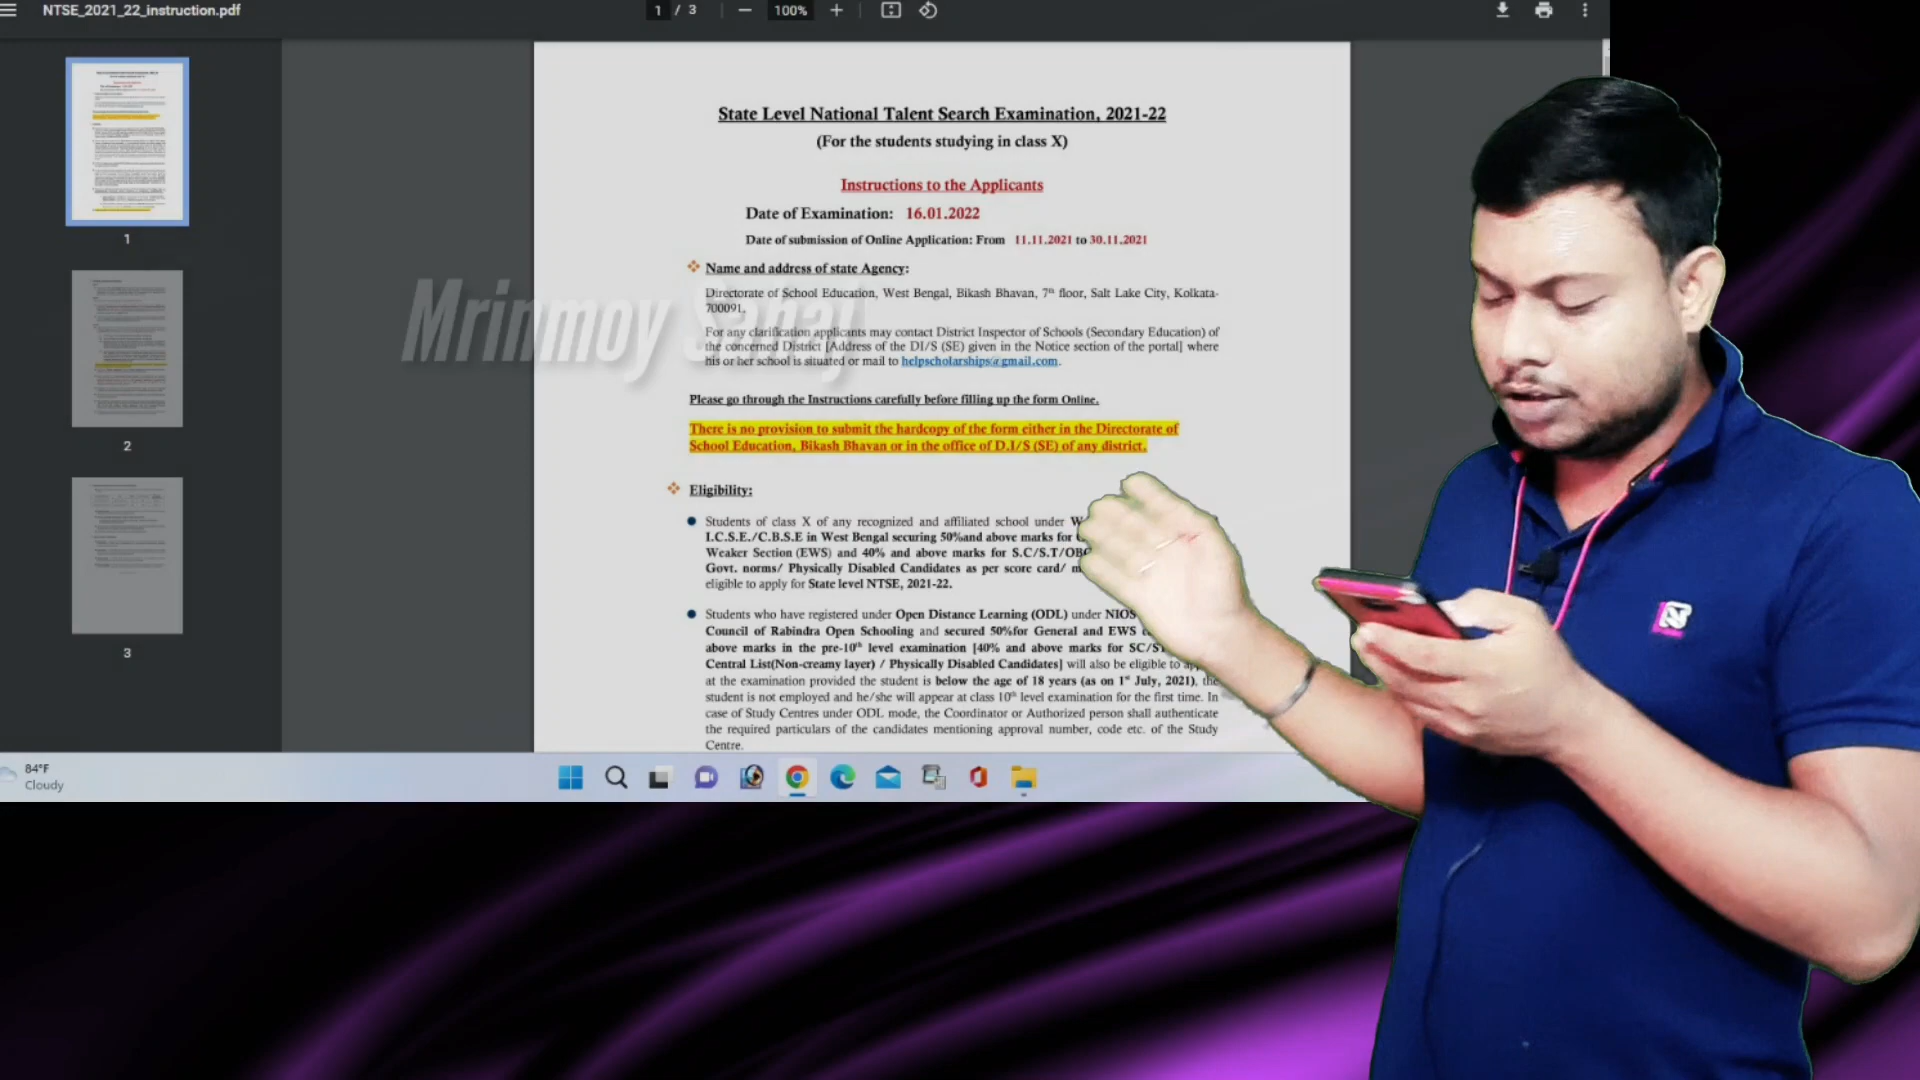 NTSE_2021_22_instruction.pdf
1 / 3
100%
State Level National Talent Search Examination, 2021-22
(For the students studying in class X)
Instructions to the Applicants
Date of Examination: 16.01.2022
Date of submission of Online Application: From 11.11.2021 to 30.11.2021
Name and address of state Agency:
Directorate of School Education, West Bengal, Bikash Bhavan, 7th floor, Salt Lake City, Kolkata-
700091.
For any clarification applicants may contact District Inspector of Schools (Secondary Education) of
the concerned District [Address of the DI/S (SE) given in the Notice section of the portal] where
his or her school is situated or mail to helpscholarships@gmail.com.
Mrinmoy
Please go through the Instructions carefully before filling up the form Online.
There is no provision to submit the hardcopy of the form either in the Directorate of
School Education, Bikash Bhavan or in the office of D.I/S (SE) of any district.
Eligibility:
Students of class X of any recognized and affiliated school under
I.C.S.E./C.B.S.E in West Bengal securing 50%and above marks for
Weaker Section (EWS) and 40% and above marks for S.C/S.T/OBC
Govt. norms/ Physically Disabled Candidates as per score card/
eligible to apply for State level NTSE, 2021-22.
Students who have registered under Open Distance Learning (ODL) under NIOS
Council of Rabindra Open Schooling and secured 50%for General and EWS
above marks in the pre-10th level examination [40% and above marks for
Central List(Non-creamy layer) / Physically Disabled Candidates] will also be eligible to
at the examination provided the student is below the age of 18 years (as on 1st July, 2021), the
student is not employed and he/she will appear at class 10th level examination for the first time. In
case of Study Centres under ODL mode, the Coordinator or Authorized person shall authenticate
the required particulars of the candidates mentioning approval number, code etc. of the Study
Centre.
1
2
3
84°F
Cloudy